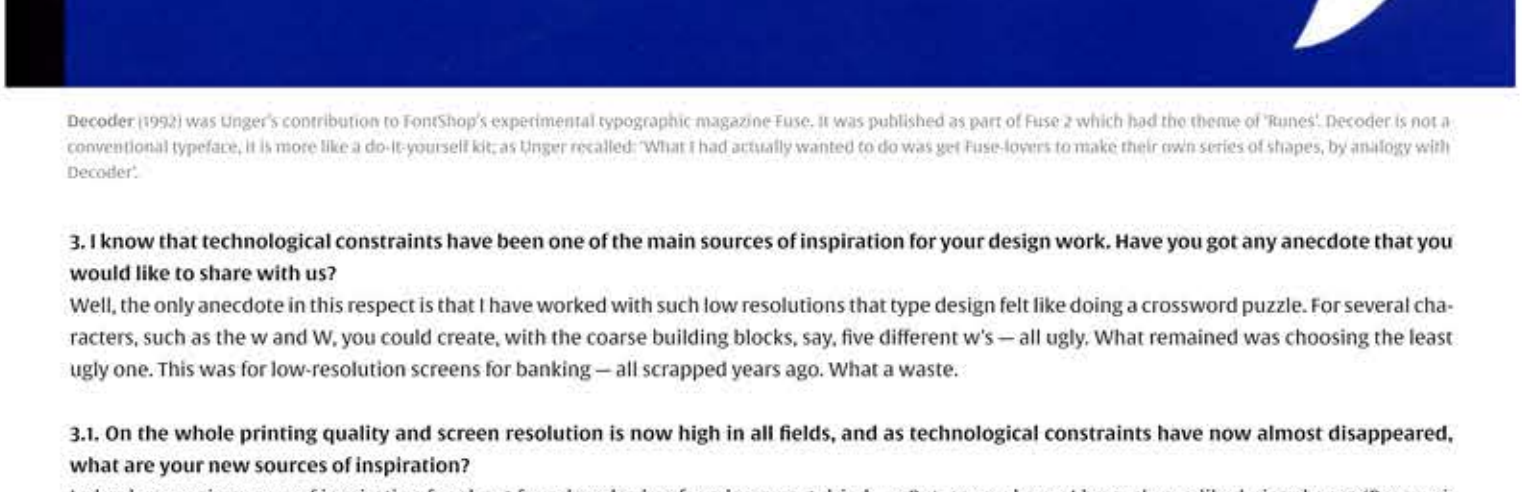 Decoder (1992) was Unger's contribution to FontShop's experimental typographic magazine Fuse. It was published as part of Fuse 2 which had the theme of 'Runes'. Decoder is not a
conventional typeface, it is more like a do-it-yourself kit; as Unger recalled: 'What I had actually wanted to do was get Fuse-lovers to make their own series of shapes, by analogy with
Decoder'.
3. I know that technological constraints have been one of the main sources of inspiration for your design work. Have you got any anecdote that you
would like to share with us?
Well, the only anecdote in this respect is that I have worked with such low resolutions that type design felt like doing a crossword puzzle. For several cha-
racters, such as the w and W, you could create, with the coarse building blocks, say, five different w's — all ugly. What remained was choosing the least
ugly one. This was for low-resolution screens for banking — all scrapped years ago. What a waste.
3.1. On the whole printing quality and screen resolution is now high in all fields, and as technological constraints have now almost disappeared,
what are your new sources of inspiration?